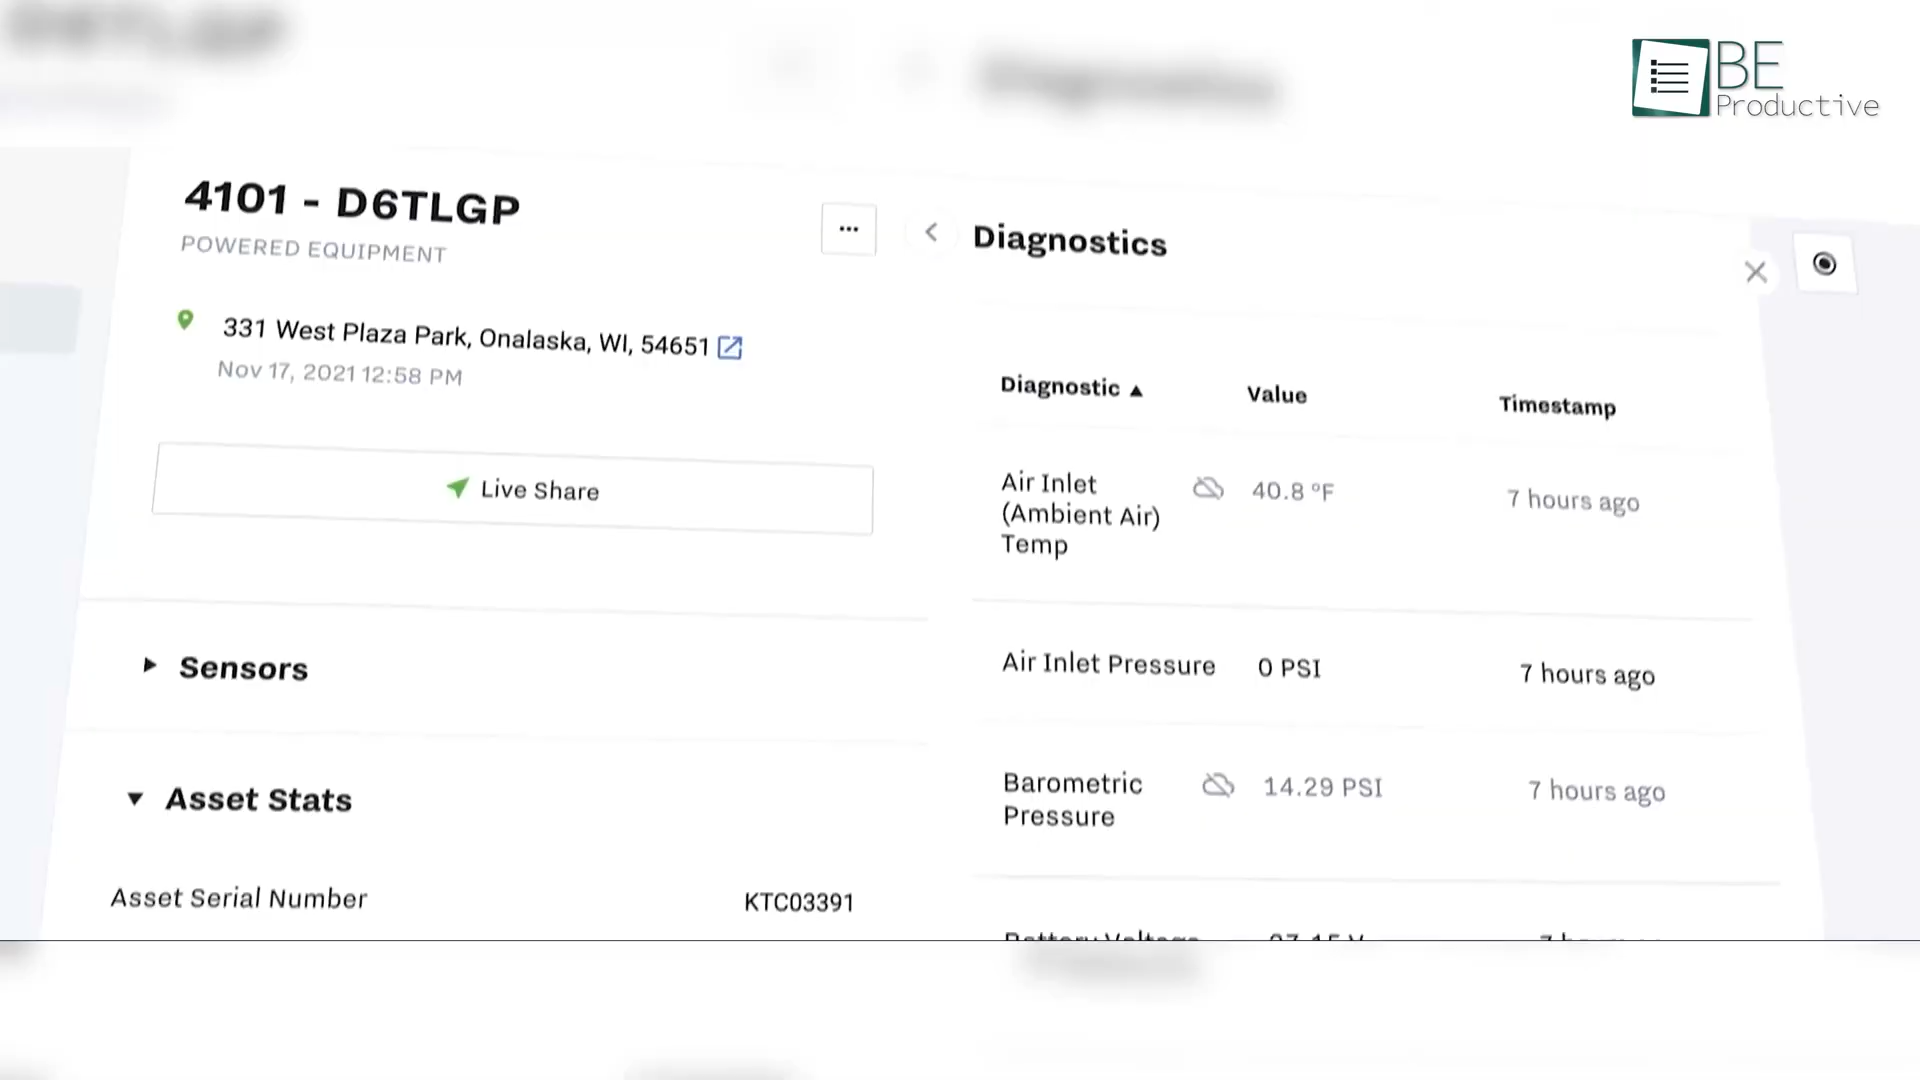 BE
Productive
4101 - D6TLGP
POWERED EQUIPMENT
331 West Plaza Park, Onalaska, WI, 54651
Nov 17, 2021 12:58 PM
Live Share
Sensors
Asset Stats
Asset Serial Number KTC03391
Diagnostics
Diagnostic ▲ Value Timestamp
Air Inlet 40.8 °F 7 hours ago
(Ambient Air)
Temp
Air Inlet Pressure 0 PSI 7 hours ago
Barometric 14.29 PSI 7 hours ago
Pressure